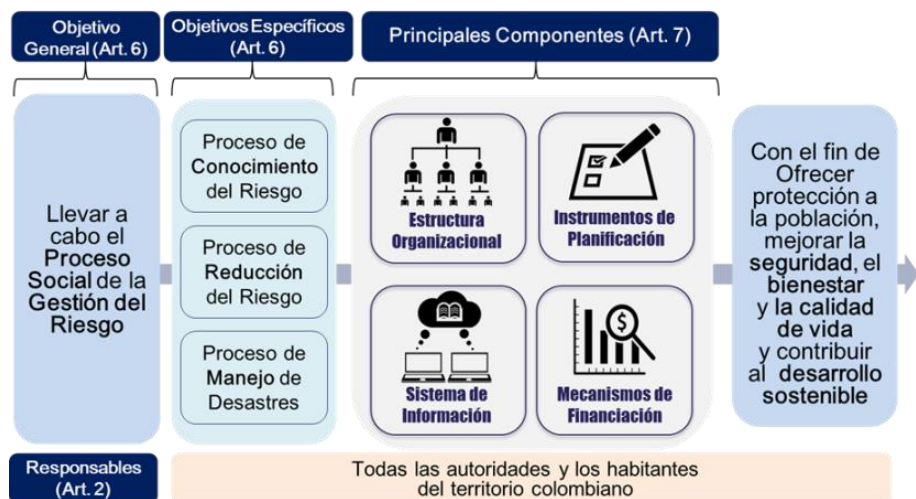 Objetivo
General (Art. 6)
Objetivos Específicos
(Art. 6)
Principales Componentes (Art. 7)
Llevar a
cabo el
Proceso
Social de la
Gestión del
Riesgo
Proceso de
Conocimiento
del Riesgo
Proceso de
Reducción
del Riesgo
Proceso de
Manejo de
Desastres
Estructura
Organizacional
Instrumentos de
Planificación
Sistema de
Información
$
Mecanismos de
Financiación
Con el fin de
Ofrecer
protección a
la población,
mejorar la
seguridad, el
bienestar
y la calidad
de vida
y contribuir
al desarrollo
sostenible
Responsables
(Art. 2)
Todas las autoridades y los habitantes
del territorio colombiano